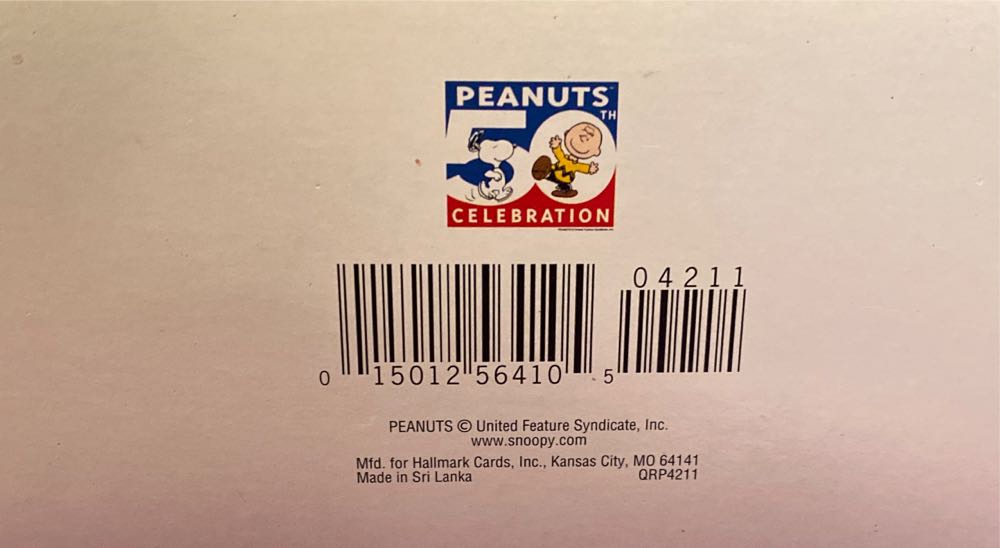 PEANUTS
50TH
CELEBRATION
04211
0 15012 56410 5
PEANUTS © United Feature Syndicate, Inc.
www.snoopy.com
Mfd. for Hallmark Cards, Inc., Kansas City, MO 64141
Made in Sri Lanka QRP4211